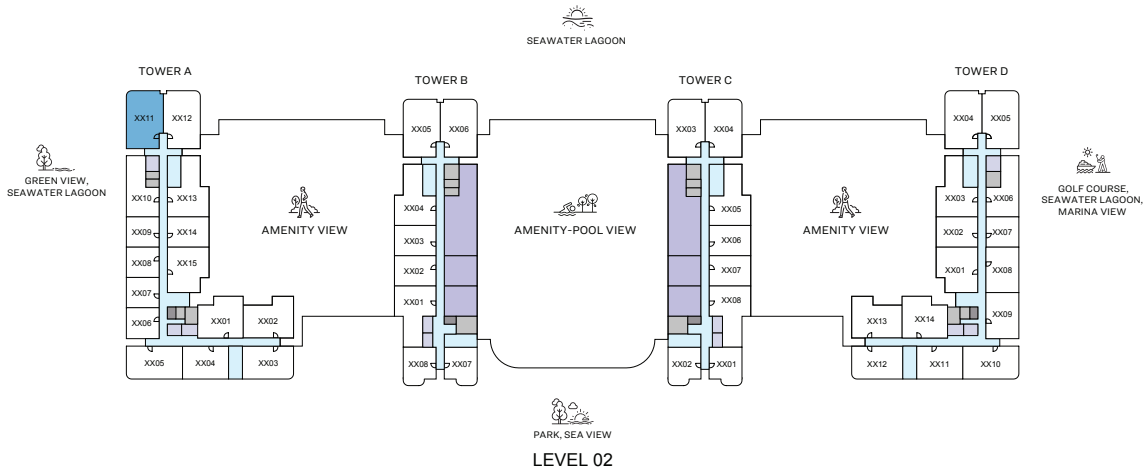 SEAWATER LAGOON
TOWER A
TOWER B
TOWER C
TOWER D
XX11
XX12
XX05
XX06
XX03
XX04
XX04
XX05
GREEN VIEW,
SEAWATER LAGOON
XX10
XX13
XX09
XX14
XX08
XX15
XX07
XX06
XX01
XX02
XX05
XX04
XX03
AMENITY VIEW
XX04
XX03
XX02
XX01
XX08
XX07
AMENITY-POOL VIEW
XX05
XX06
XX07
XX08
XX02
XX01
AMENITY VIEW
XX03
XX06
XX02
XX07
XX01
XX08
XX09
XX13
XX14
XX12
XX11
XX10
GOLF COURSE,
SEAWATER LAGOON,
MARINA VIEW
PARK, SEA VIEW
LEVEL 02